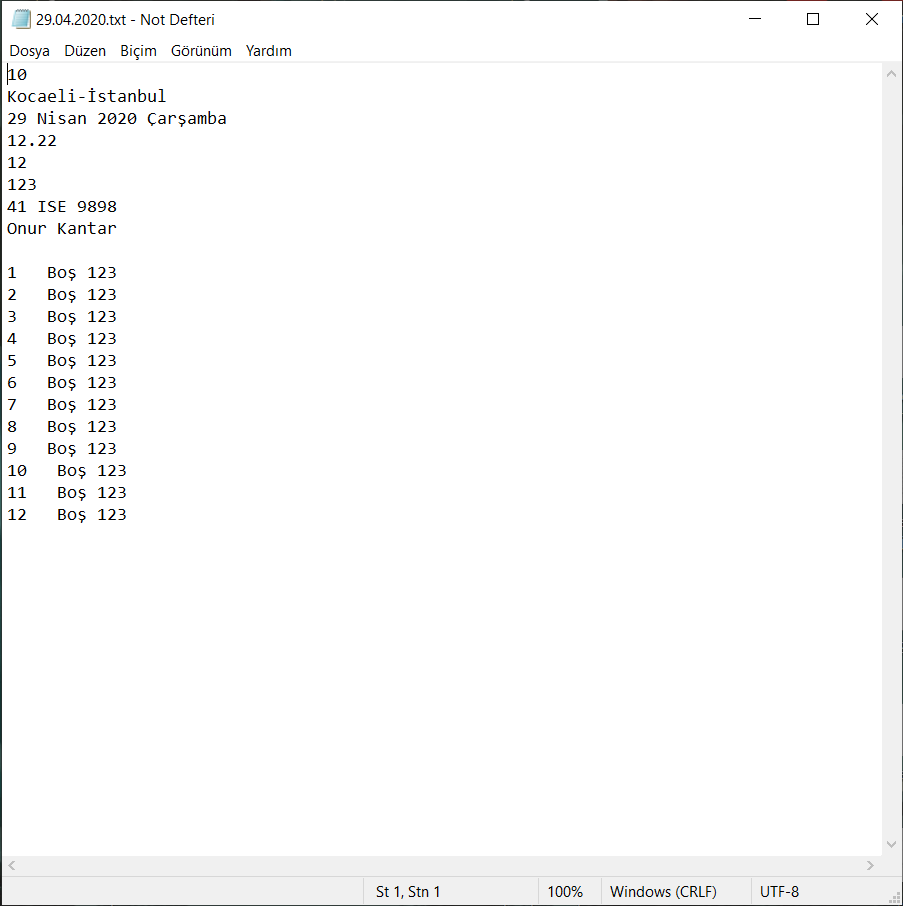 29.04.2020.txt - Not Defteri
Dosya Düzen Biçim Görünüm Yardım
10
Kocaeli-İstanbul
29 Nisan 2020 Çarşamba
12.22
12
123
41 ISE 9898
Onur Kantar

1   Boş 123
2   Boş 123
3   Boş 123
4   Boş 123
5   Boş 123
6   Boş 123
7   Boş 123
8   Boş 123
9   Boş 123
10   Boş 123
11   Boş 123
12   Boş 123
St 1, Stn 1 100% Windows (CRLF) UTF-8